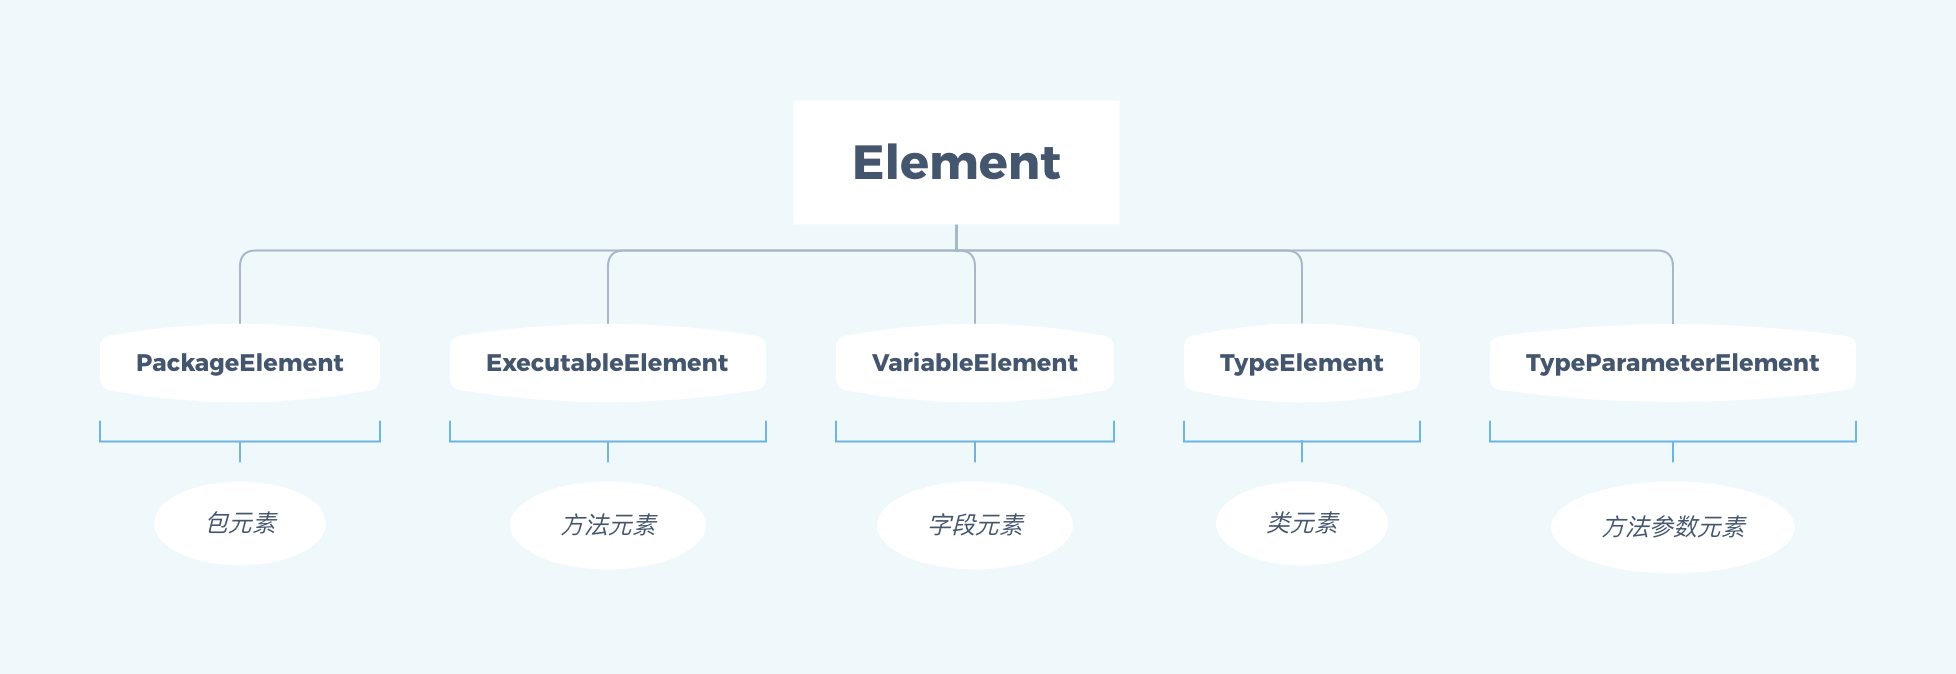 Element
PackageElement
ExecutableElement
VariableElement
TypeElement
TypeParameterElement
包元素
方法元素
字段元素
类元素
方法参数元素